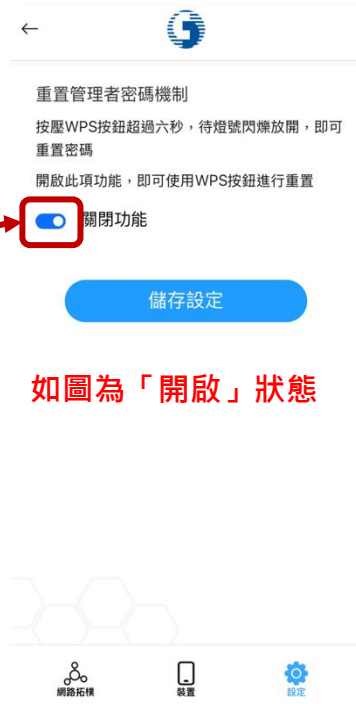 重置管理者密碼機制
按壓WPS按鈕超過六秒，待燈號閃爍放開，即可
重置密碼
開啟此項功能，即可使用WPS按鈕進行重置
關閉功能
儲存設定
如圖為「開啟」狀態
網路拓樸
裝置
設定